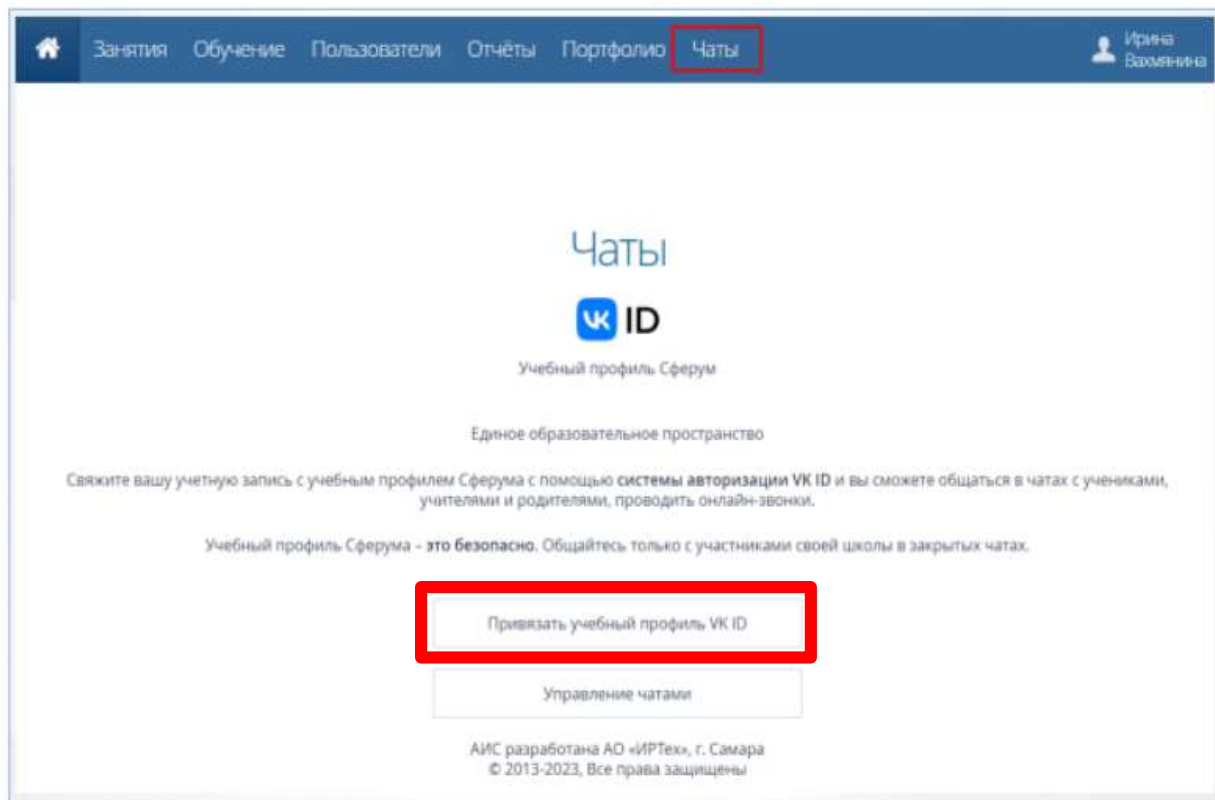 Занятия Обучение Пользователи Отчёты Портфолио Чаты
Ирина
Вахмянина
Чаты
VK ID
Учебный профиль Сферум
Единое образовательное пространство
Свяжите вашу учетную запись с учебным профилем Сферума с помощью системы авторизации VK ID и вы сможете общаться в чатах с учениками,
учителями и родителями, проводить онлайн-звонки.
Учебный профиль Сферума – это безопасно. Общайтесь только с участниками своей школы в закрытых чатах.
Привязать учебный профиль VK ID
Управление чатами
АИС разработана АО «ИРТех», г. Самара
© 2013-2023, Все права защищены